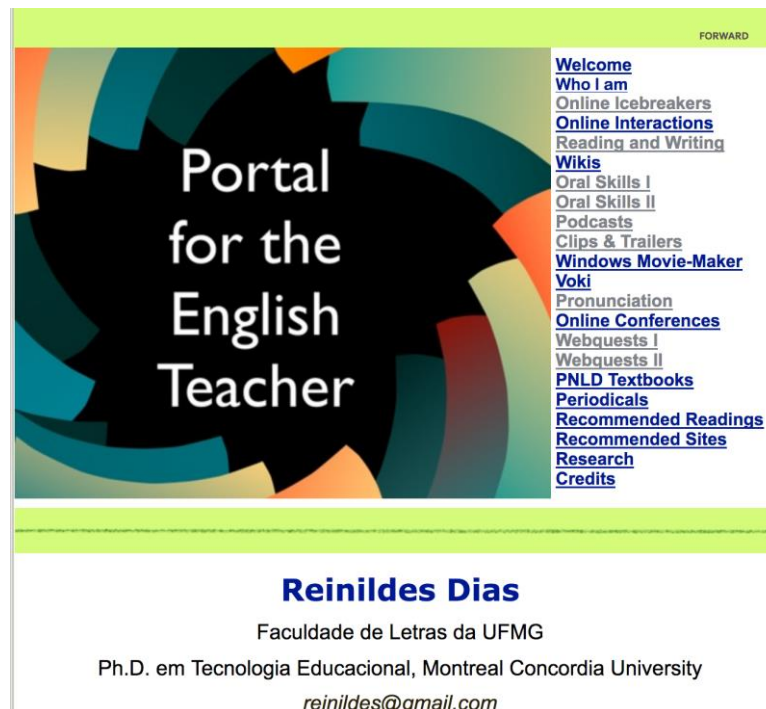 FORWARD
Portal
for the
English
Teacher
Welcome
Who I am
Online Icebreakers
Online Interactions
Reading and Writing
Wikis
Oral Skills I
Oral Skills II
Podcasts
Clips & Trailers
Windows Movie-Maker
Voki
Pronunciation
Online Conferences
Webquests I
Webquests II
PNLD Textbooks
Periodicals
Recommended Readings
Recommended Sites
Research
Credits
Reinildes Dias
Faculdade de Letras da UFMG
Ph.D. em Tecnologia Educacional, Montreal Concordia University
reinildes@gmail.com